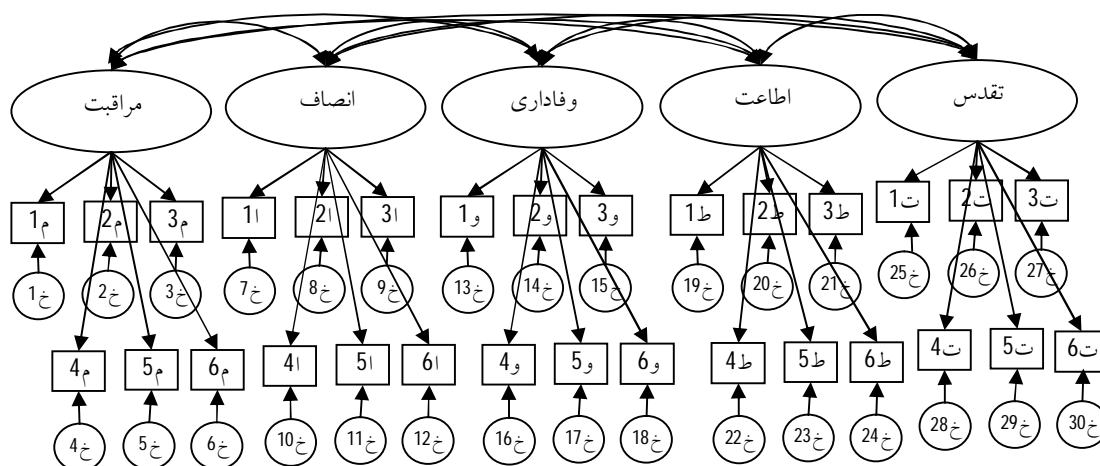 مراقبت
انصاف
وفاداری
اطاعت
تقدس
م1
م2
م3
ا1
ا2
ا3
و1
و2
و3
ط1
ط2
ط3
ت1
ت2
ت3
خ1
خ2
خ3
خ7
خ8
خ9
خ13
خ14
خ15
خ19
خ20
خ21
خ25
خ26
خ27
م4
م5
م6
ا4
ا5
ا6
و4
و5
و6
ط4
ط5
ط6
ت4
ت5
ت6
خ4
خ5
خ6
خ10
خ11
خ12
خ16
خ17
خ18
خ22
خ23
خ24
خ28
خ29
خ30